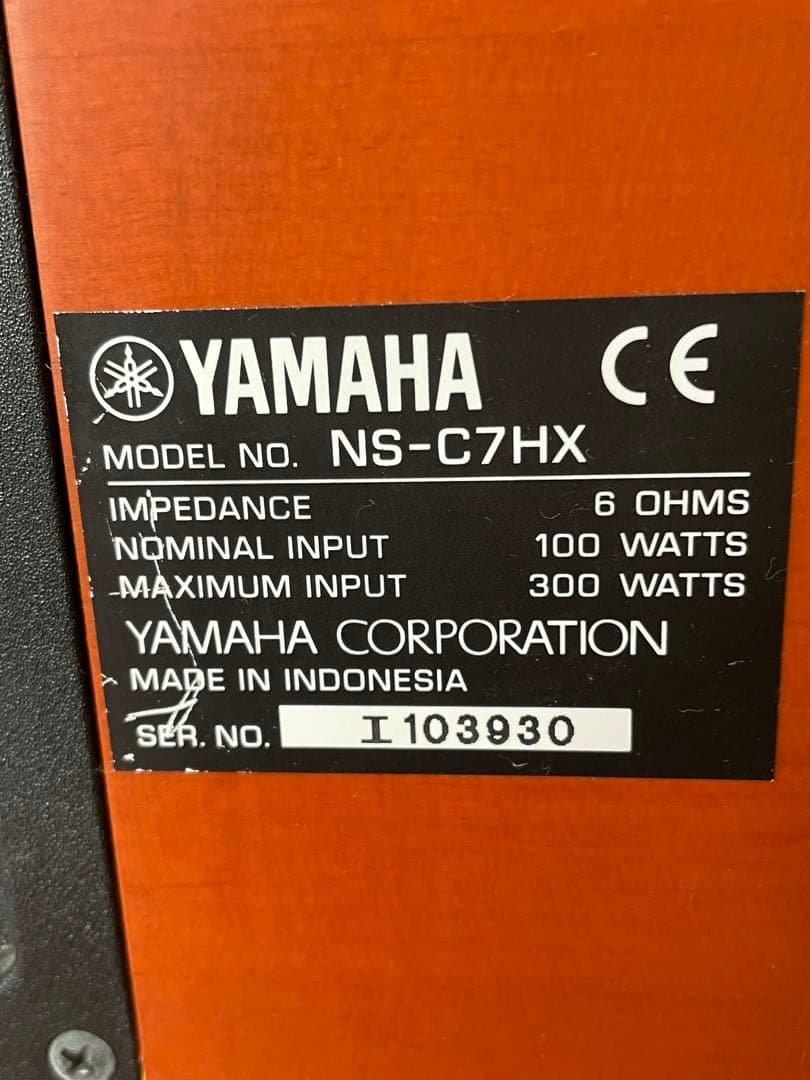 YAMAHA CE
MODEL NO. NS-C7HX
IMPEDANCE 6 OHMS
NOMINAL INPUT 100 WATTS
MAXIMUM INPUT 300 WATTS
YAMAHA CORPORATION
MADE IN INDONESIA
SER. NO. I103930